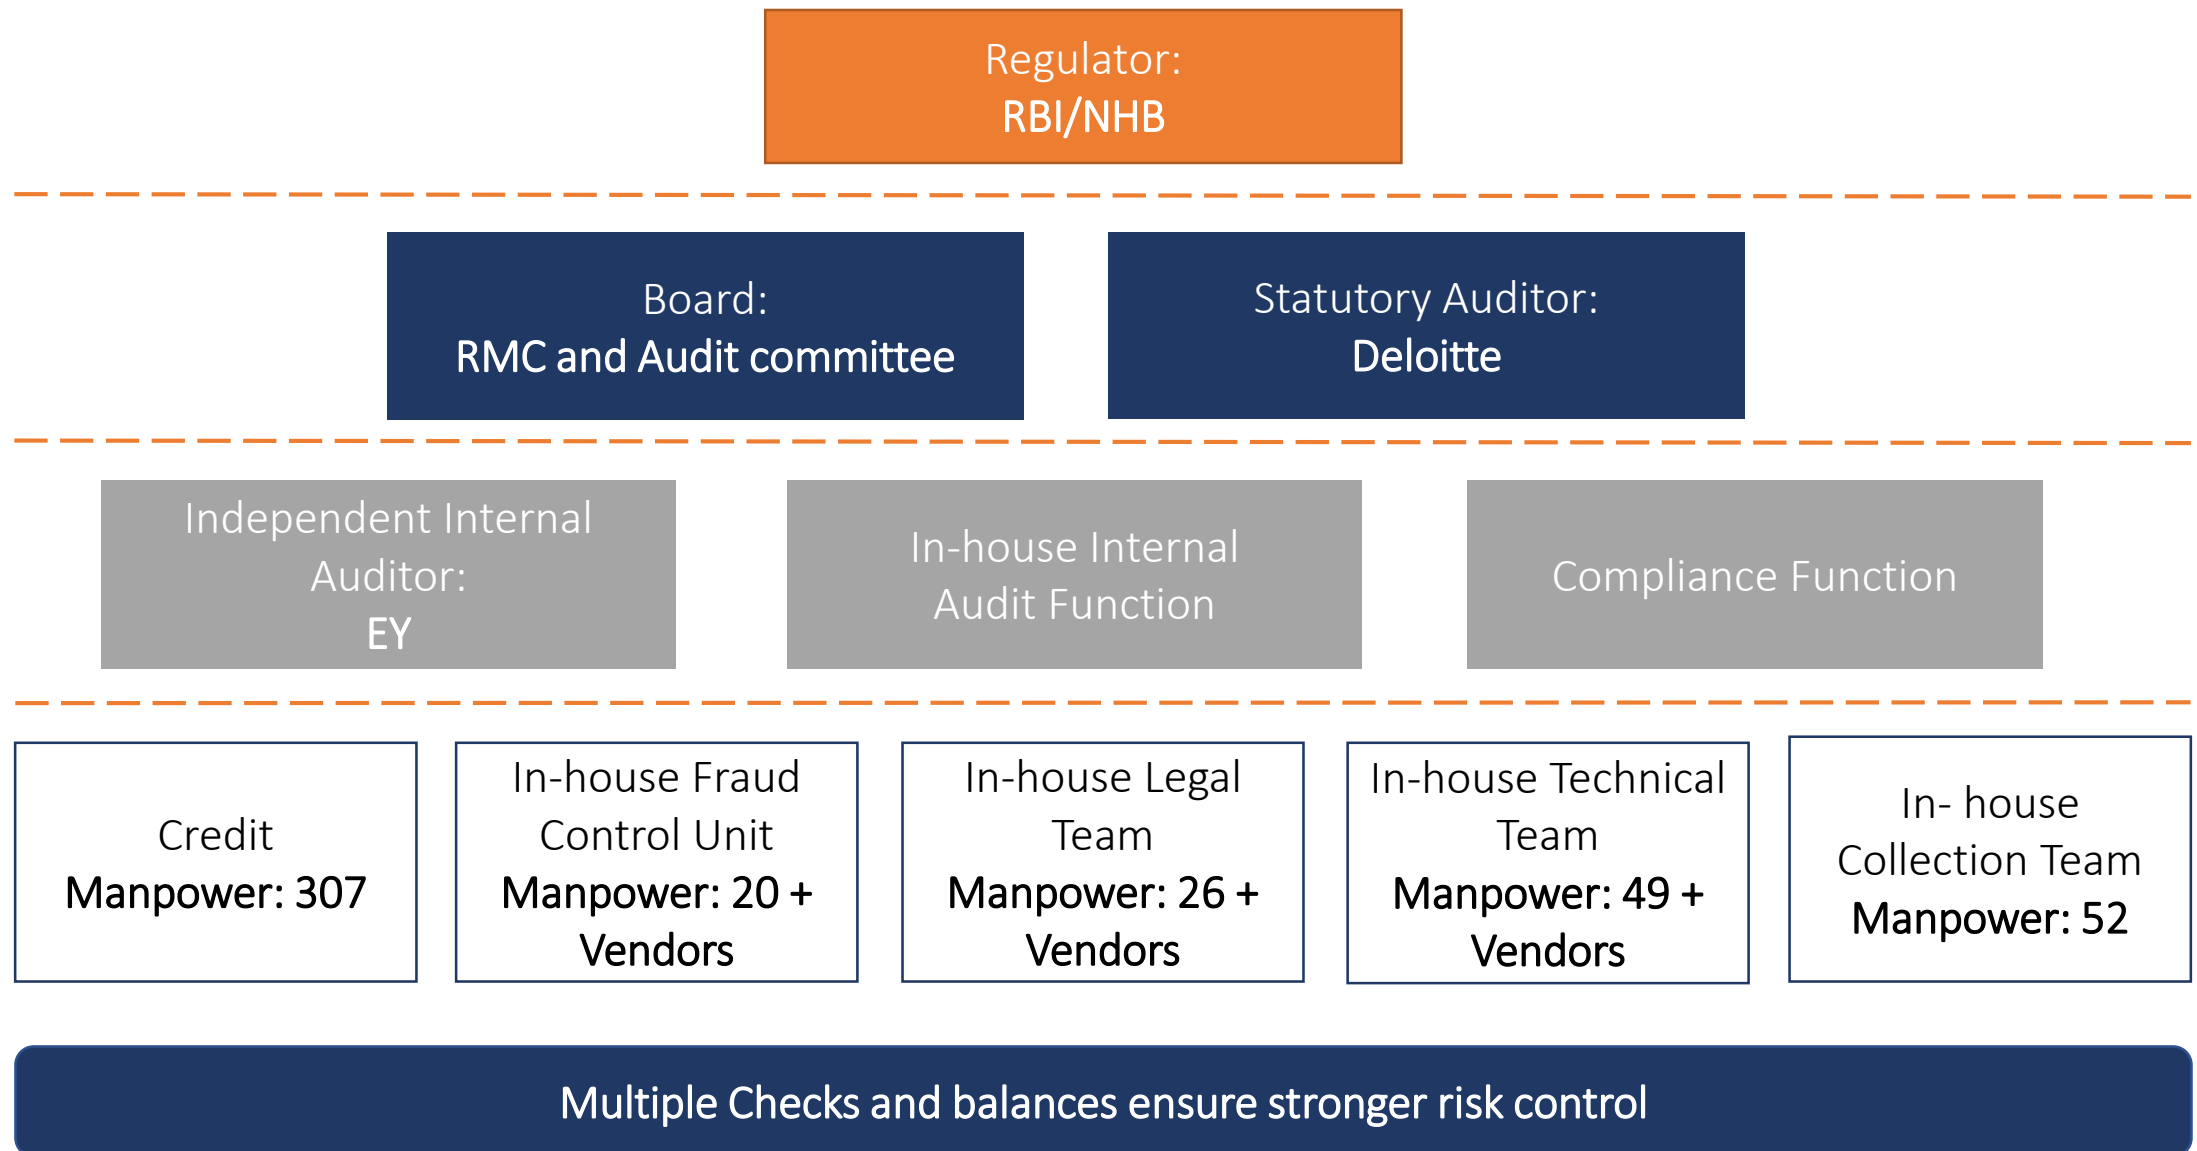 Regulator:
RBI/NHB
Board:
RMC and Audit committee
Statutory Auditor:
Deloitte
Independent Internal
Auditor:
EY
In-house Internal
Audit Function
Compliance Function
Credit
Manpower: 307
In-house Fraud
Control Unit
Manpower: 20 +
Vendors
In-house Legal
Team
Manpower: 26 +
Vendors
In-house Technical
Team
Manpower: 49 +
Vendors
In- house
Collection Team
Manpower: 52
Multiple Checks and balances ensure stronger risk control